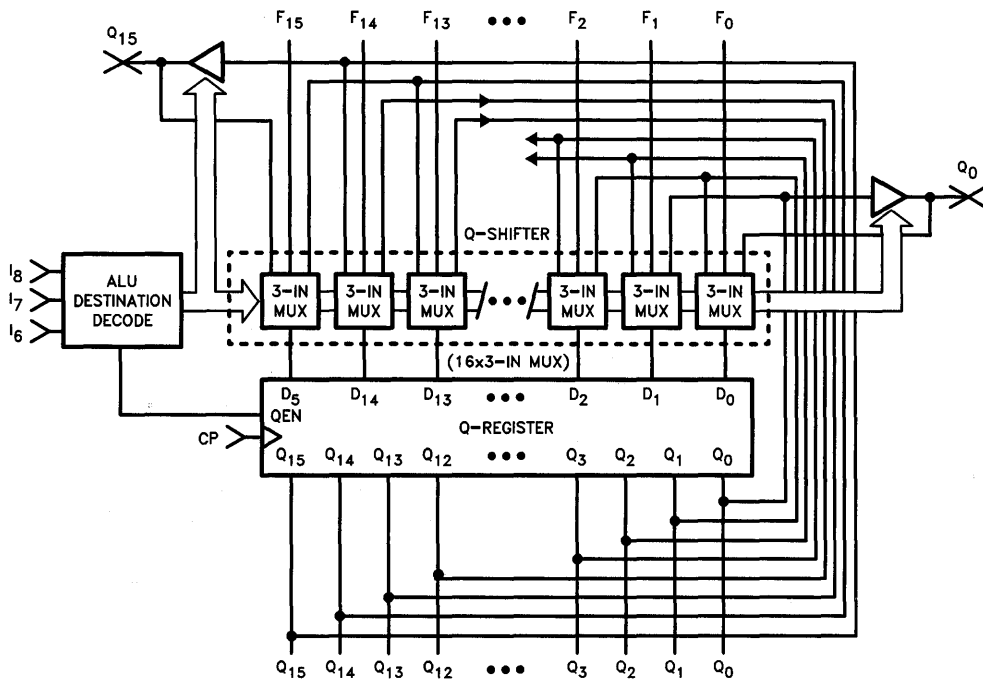 F15 F14 F13 ••• F2 F1 F0
Q15
Q0
Q-SHIFTER
I8
I7
I6
ALU
DESTINATION
DECODE
3-IN
MUX
3-IN
MUX
3-IN
MUX
•••
3-IN
MUX
3-IN
MUX
3-IN
MUX
(16x3-IN MUX)
D5 D14 D13 ••• D2 D1 D0
QEN
Q-REGISTER
CP
Q15 Q14 Q13 Q12 ••• Q3 Q2 Q1 Q0
Q15 Q14 Q13 Q12 ••• Q3 Q2 Q1 Q0